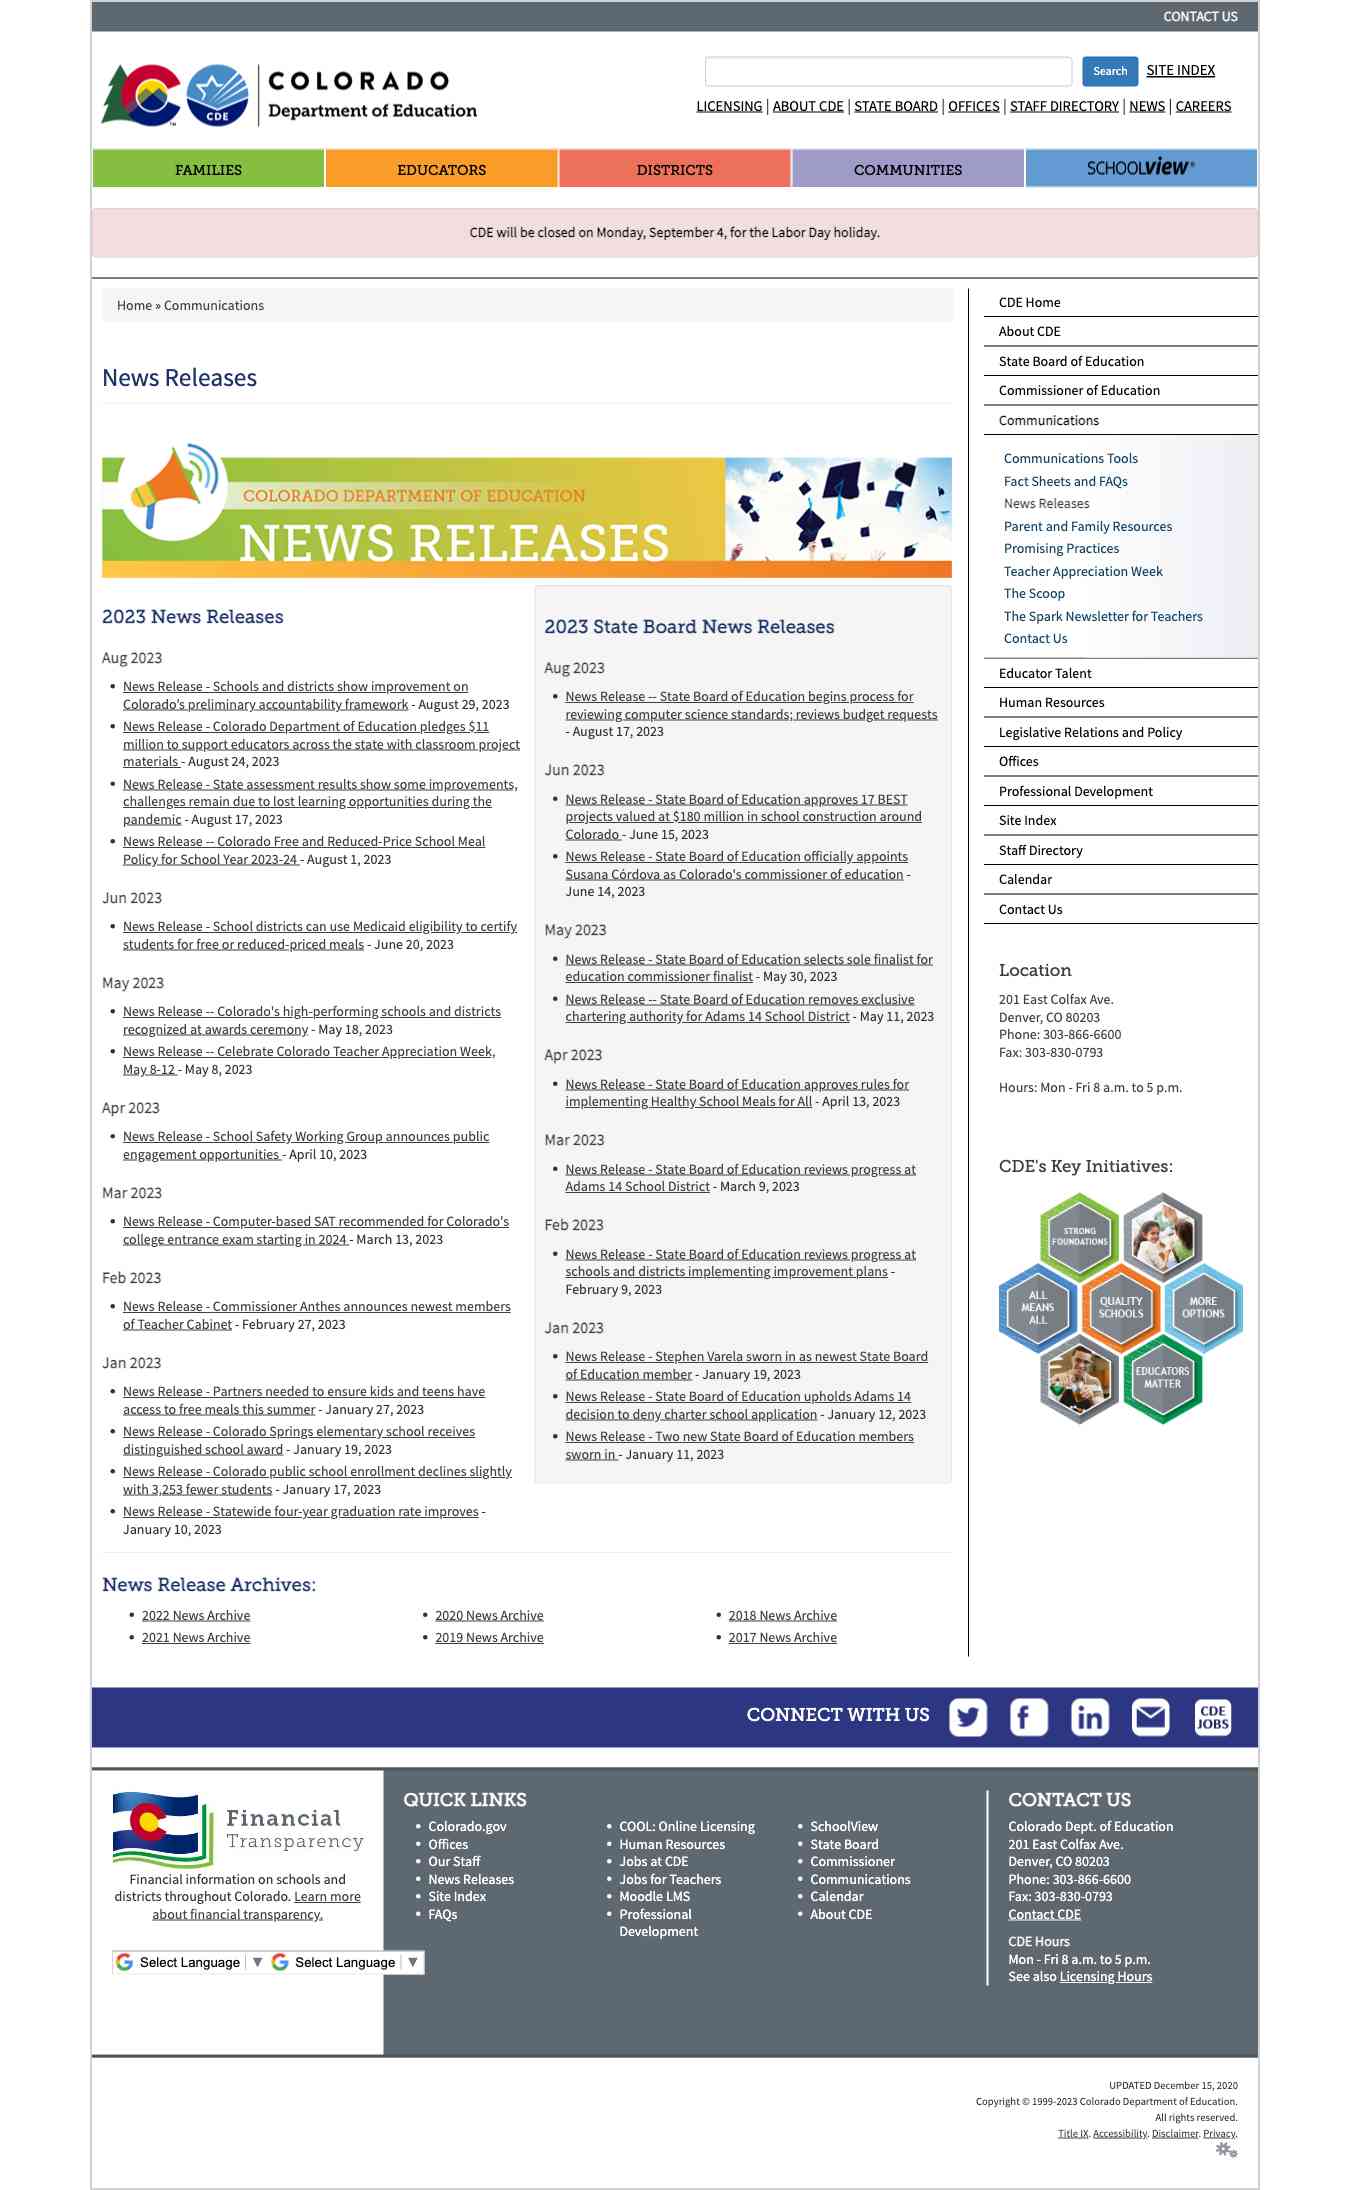 CONTACT US
COLORADO
Department of Education
CDE
Search
SITE INDEX
LICENSING | ABOUT CDE | STATE BOARD | OFFICES | STAFF DIRECTORY | NEWS | CAREERS
FAMILIES
EDUCATORS
DISTRICTS
COMMUNITIES
SCHOOLVIEW®
CDE will be closed on Monday, September 4, for the Labor Day holiday.
Home » Communications
News Releases
COLORADO DEPARTMENT OF EDUCATION
NEWS RELEASES
2023 News Releases
Aug 2023
• News Release - Schools and districts show improvement on
Colorado's preliminary accountability framework - August 29, 2023
• News Release - Colorado Department of Education pledges $11
million to support educators across the state with classroom project
materials - August 24, 2023
• News Release - State assessment results show some improvements,
challenges remain due to lost learning opportunities during the
pandemic - August 17, 2023
• News Release -- Colorado Free and Reduced-Price School Meal
Policy for School Year 2023-24 - August 1, 2023
Jun 2023
• News Release - School districts can use Medicaid eligibility to certify
students for free or reduced-priced meals - June 20, 2023
May 2023
• News Release -- Colorado's high-performing schools and districts
recognized at awards ceremony - May 18, 2023
• News Release -- Celebrate Colorado Teacher Appreciation Week,
May 8-12 - May 8, 2023
Apr 2023
• News Release - School Safety Working Group announces public
engagement opportunities - April 10, 2023
Mar 2023
• News Release - Computer-based SAT recommended for Colorado's
college entrance exam starting in 2024 - March 13, 2023
Feb 2023
• News Release - Commissioner Anthes announces newest members
of Teacher Cabinet - February 27, 2023
Jan 2023
• News Release - Partners needed to ensure kids and teens have
access to free meals this summer - January 27, 2023
• News Release - Colorado Springs elementary school receives
distinguished school award - January 19, 2023
• News Release - Colorado public school enrollment declines slightly
with 3,253 fewer students - January 17, 2023
• News Release - Statewide four-year graduation rate improves -
January 10, 2023
2023 State Board News Releases
Aug 2023
• News Release -- State Board of Education begins process for
reviewing computer science standards; reviews budget requests
- August 17, 2023
Jun 2023
• News Release - State Board of Education approves 17 BEST
projects valued at $180 million in school construction around
Colorado - June 15, 2023
• News Release - State Board of Education officially appoints
Susana Córdova as Colorado's commissioner of education -
June 14, 2023
May 2023
• News Release - State Board of Education selects sole finalist for
education commissioner finalist - May 30, 2023
• News Release -- State Board of Education removes exclusive
chartering authority for Adams 14 School District - May 11, 2023
Apr 2023
• News Release - State Board of Education approves rules for
implementing Healthy School Meals for All - April 13, 2023
Mar 2023
• News Release - State Board of Education reviews progress at
Adams 14 School District - March 9, 2023
Feb 2023
• News Release - State Board of Education reviews progress at
schools and districts implementing improvement plans -
February 9, 2023
Jan 2023
• News Release - Stephen Varela sworn in as newest State Board
of Education member - January 19, 2023
• News Release - State Board of Education upholds Adams 14
decision to deny charter school application - January 12, 2023
• News Release - Two new State Board of Education members
sworn in - January 11, 2023
News Release Archives:
• 2022 News Archive
• 2021 News Archive
• 2020 News Archive
• 2019 News Archive
• 2018 News Archive
• 2017 News Archive
CDE Home
About CDE
State Board of Education
Commissioner of Education
Communications
Communications Tools
Fact Sheets and FAQs
News Releases
Parent and Family Resources
Promising Practices
Teacher Appreciation Week
The Scoop
The Spark Newsletter for Teachers
Contact Us
Educator Talent
Human Resources
Legislative Relations and Policy
Offices
Professional Development
Site Index
Staff Directory
Calendar
Contact Us
Location
201 East Colfax Ave.
Denver, CO 80203
Phone: 303-866-6600
Fax: 303-830-0793
Hours: Mon - Fri 8 a.m. to 5 p.m.
CDE's Key Initiatives:
STRONG
FOUNDATIONS
ALL
MEANS
ALL
QUALITY
SCHOOLS
MORE
OPTIONS
EDUCATORS
MATTER
CONNECT WITH US
CDE
JOBS
Financial
Transparency
Financial information on schools and
districts throughout Colorado. Learn more
about financial transparency.
Select Language ▼
Select Language ▼
QUICK LINKS
• Colorado.gov
• Offices
• Our Staff
• News Releases
• Site Index
• FAQs
• COOL: Online Licensing
• Human Resources
• Jobs at CDE
• Jobs for Teachers
• Moodle LMS
• Professional
Development
• SchoolView
• State Board
• Commissioner
• Communications
• Calendar
• About CDE
CONTACT US
Colorado Dept. of Education
201 East Colfax Ave.
Denver, CO 80203
Phone: 303-866-6600
Fax: 303-830-0793
Contact CDE
CDE Hours
Mon - Fri 8 a.m. to 5 p.m.
See also Licensing Hours
UPDATED December 15, 2020
Copyright © 1999-2023 Colorado Department of Education.
All rights reserved.
Title IX. Accessibility. Disclaimer. Privacy.